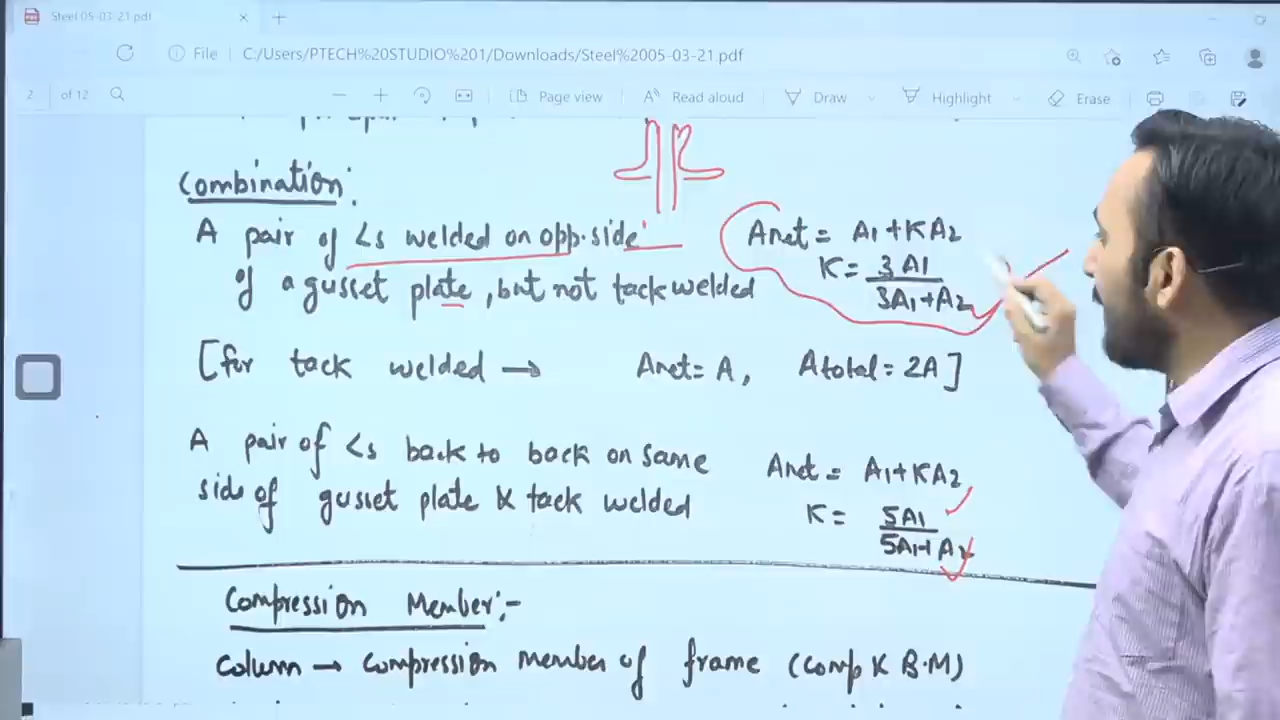 Steel 05-03-21.pdf
File C:/Users/PTECH%20STUDIO%201/Downloads/Steel%2005-03-21.pdf
2 of 12 Page view Read aloud Draw Highlight Erase
Combination:
A pair of ∠s welded on opp. side
of a gusset plate, but not tack welded
Anet = A1 + KA2
K = 3A1
3A1 + A2
[for tack welded → Anet = A, Atotal = 2A]
A pair of ∠s back to back on same
side of gusset plate & tack welded
Anet = A1 + KA2
K = 5A1
5A1 + A2
Compression Member:-
Column → Compression member of frame (comp & B.M)